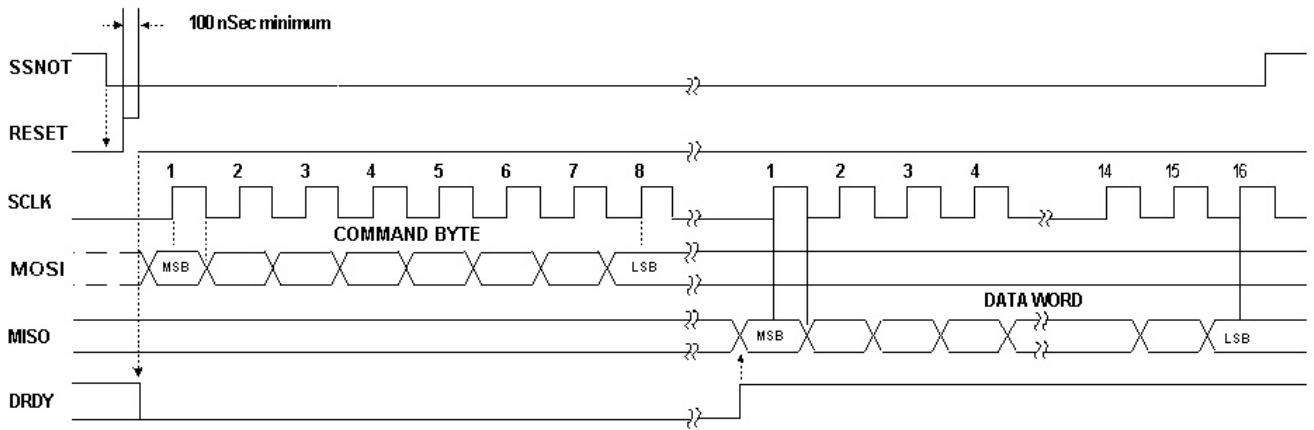 100 nSec minimum
SSNOT
RESET
1 2 3 4 5 6 7 8 1 2 3 4 14 15 16
SCLK
COMMAND BYTE
MOSI MSB LSB
DATA WORD
MISO MSB LSB
DRDY